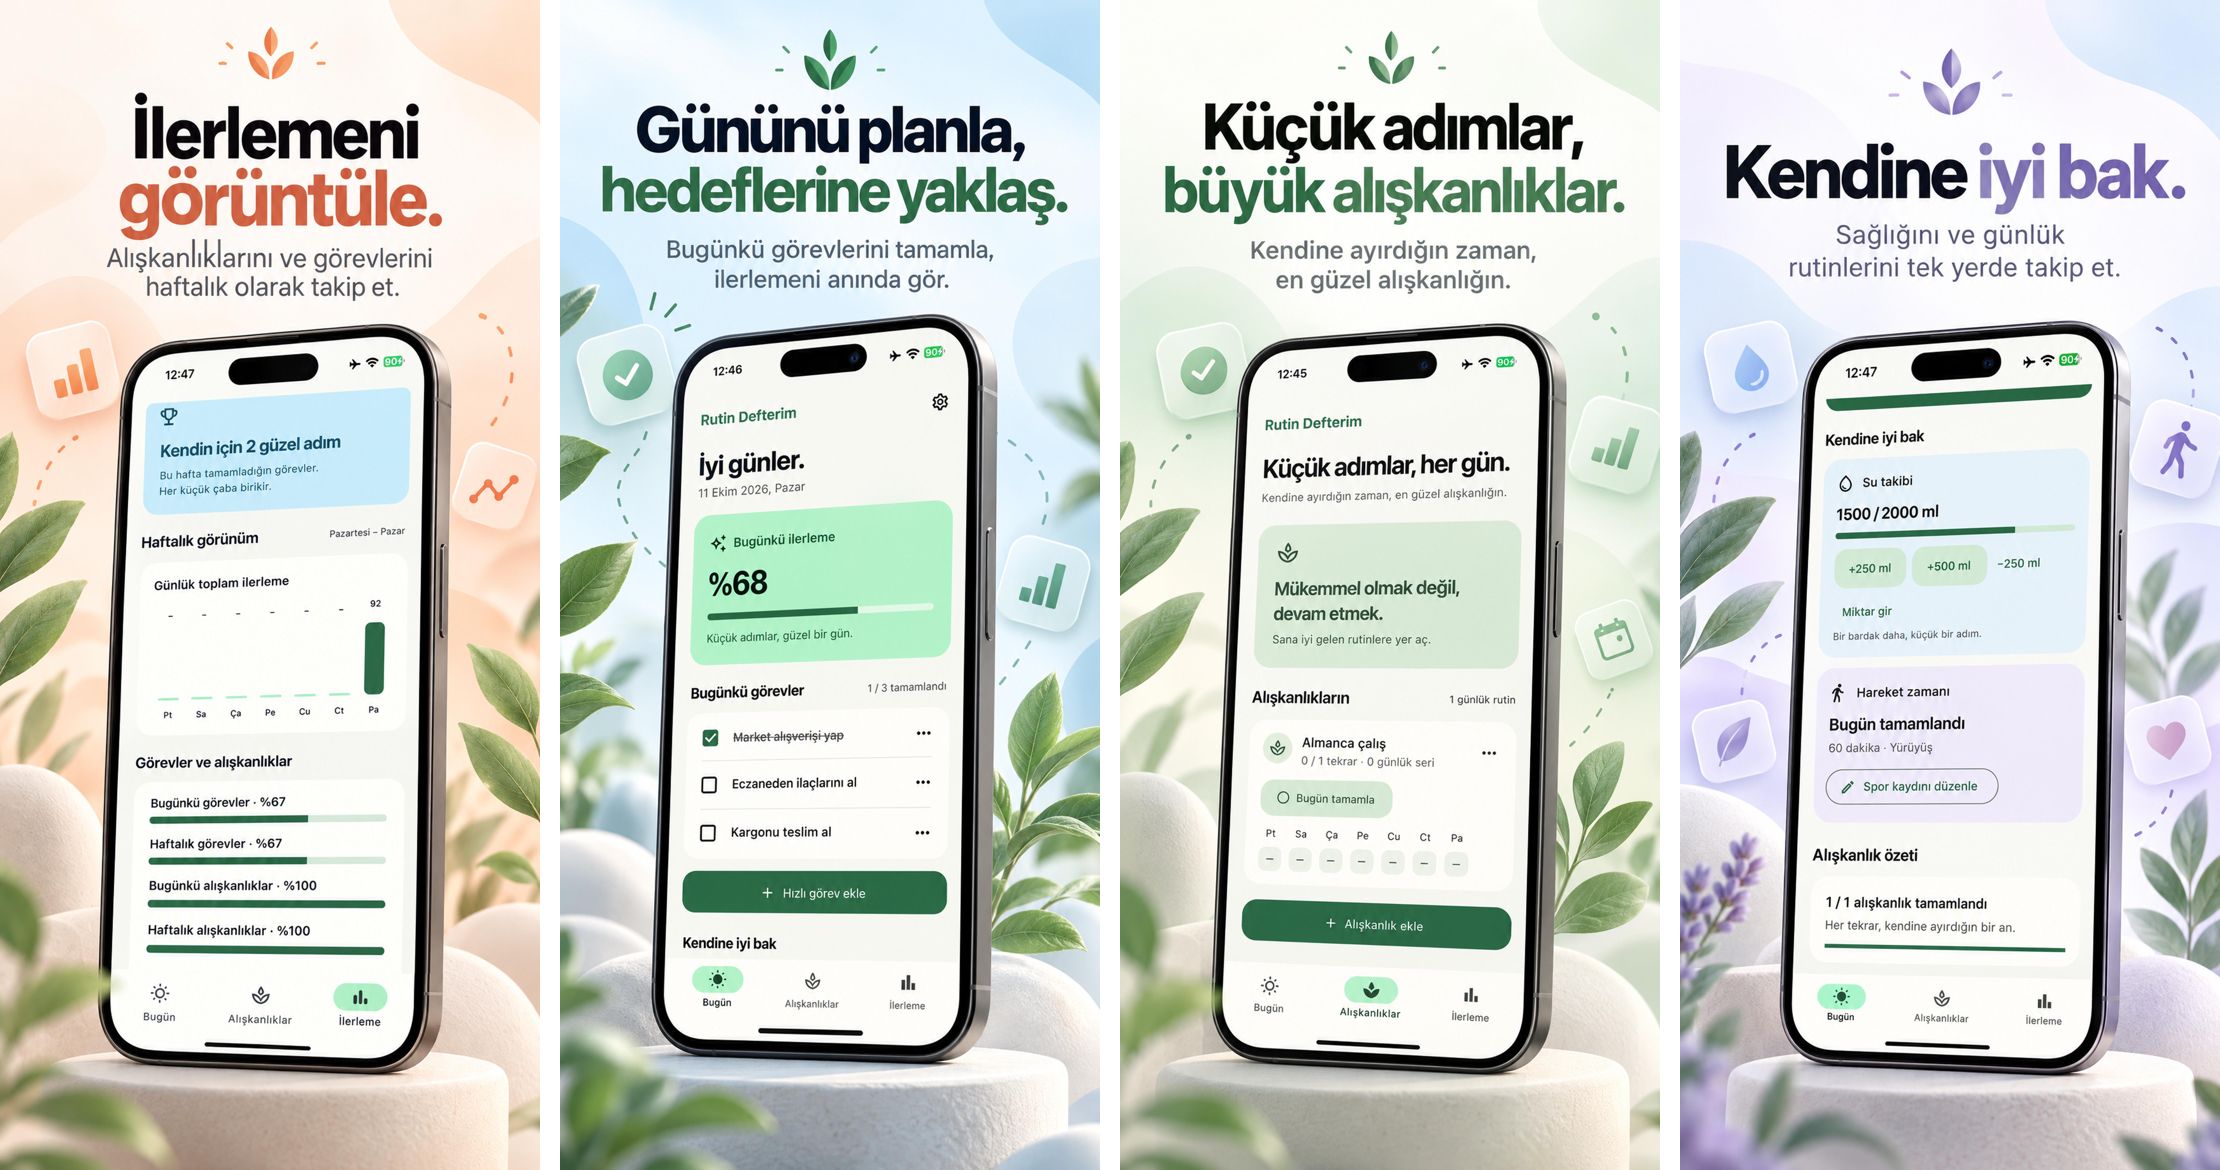 İlerlemeni
görüntüle.
Alışkanlıklarını ve görevlerini
haftalık olarak takip et.
12:47
90
Kendin için 2 güzel adım
Bu hafta tamamladığın görevler.
Her küçük çaba birikir.
Haftalık görünüm
Pazartesi – Pazar
Günlük toplam ilerleme
– – – – – – 92
Pt Sa Ça Pe Cu Ct Pa
Görevler ve alışkanlıklar
Bugünkü görevler · %67
Haftalık görevler · %67
Bugünkü alışkanlıklar · %100
Haftalık alışkanlıklar · %100
Bugün
Alışkanlıklar
İlerleme
Gününü planla,
hedeflerine yaklaş.
Bugünkü görevlerini tamamla,
ilerlemeni anında gör.
12:46
90
Rutin Defterim
İyi günler.
11 Ekim 2026, Pazar
Bugünkü ilerleme
%68
Küçük adımlar, güzel bir gün.
Bugünkü görevler
1 / 3 tamamlandı
Market alışverişi yap
Eczaneden ilaçlarını al
Kargonu teslim al
+ Hızlı görev ekle
Kendine iyi bak
Bugün
Alışkanlıklar
İlerleme
Küçük adımlar,
büyük alışkanlıklar.
Kendine ayırdığın zaman,
en güzel alışkanlığın.
12:45
90
Rutin Defterim
Küçük adımlar, her gün.
Kendine ayırdığın zaman, en güzel alışkanlığın.
Mükemmel olmak değil,
devam etmek.
Sana iyi gelen rutinlere yer aç.
Alışkanlıkların
1 günlük rutin
Almanca çalış
0 / 1 tekrar · 0 günlük seri
Bugün tamamla
Pt Sa Ça Pe Cu Ct Pa
– – – – – – –
+ Alışkanlık ekle
Bugün
Alışkanlıklar
İlerleme
Kendine iyi bak.
Sağlığını ve günlük
rutinlerini tek yerde takip et.
12:47
90
Kendine iyi bak
Su takibi
1500 / 2000 ml
+250 ml
+500 ml
−250 ml
Miktar gir
Bir bardak daha, küçük bir adım.
Hareket zamanı
Bugün tamamlandı
60 dakika · Yürüyüş
Spor kaydını düzenle
Alışkanlık özeti
1 / 1 alışkanlık tamamlandı
Her tekrar, kendine ayırdığın bir an.
Bugün
Alışkanlıklar
İlerleme